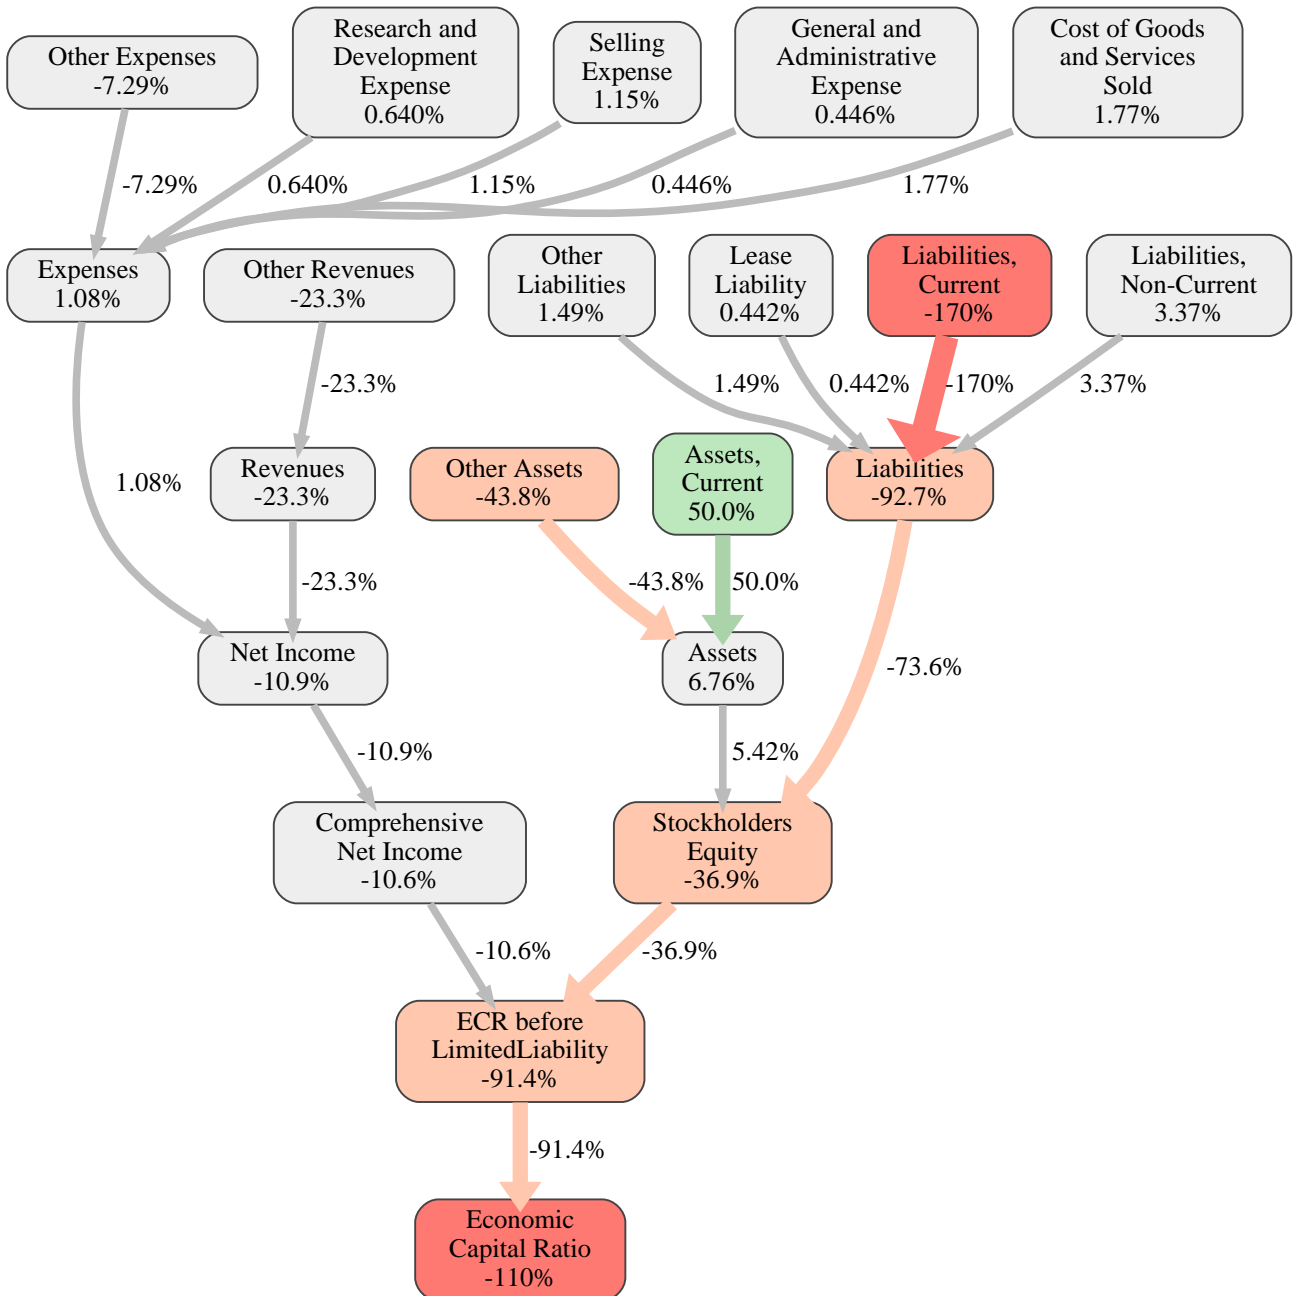 Other Expenses
-7.29%
Research and
Development
Expense
0.640%
Selling
Expense
1.15%
General and
Administrative
Expense
0.446%
Cost of Goods
and Services
Sold
1.77%
-7.29%
0.640%
1.15%
0.446%
1.77%
Expenses
1.08%
Other Revenues
-23.3%
Other
Liabilities
1.49%
Lease
Liability
0.442%
Liabilities,
Current
-170%
Liabilities,
Non-Current
3.37%
-23.3%
1.49%
0.442%
-170%
3.37%
1.08%
Revenues
-23.3%
Other Assets
-43.8%
Assets,
Current
50.0%
Liabilities
-92.7%
-23.3%
-43.8%
50.0%
-73.6%
Net Income
-10.9%
Assets
6.76%
-10.9%
5.42%
Comprehensive
Net Income
-10.6%
Stockholders
Equity
-36.9%
-10.6%
-36.9%
ECR before
LimitedLiability
-91.4%
-91.4%
Economic
Capital Ratio
-110%